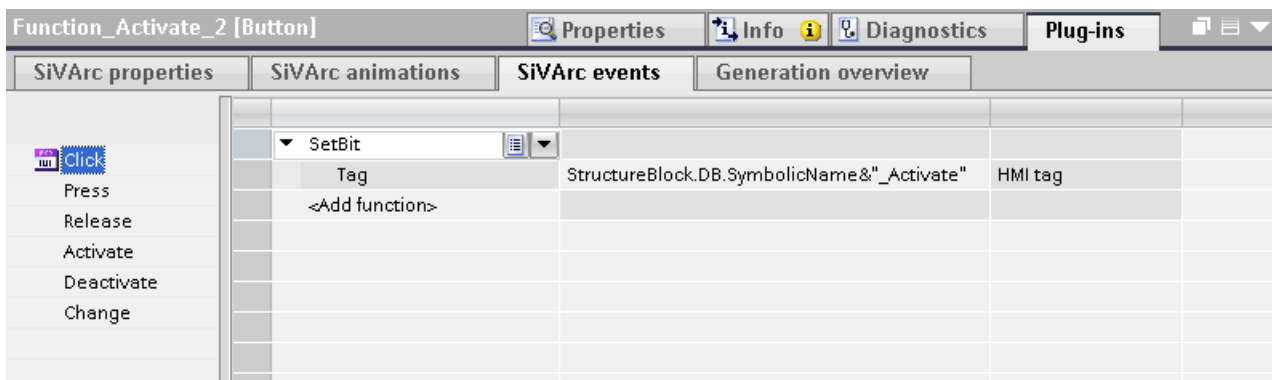 Function_Activate_2 [Button] Properties Info Diagnostics Plug-ins
SiVArc properties SiVArc animations SiVArc events Generation overview
SetBit
Click
Tag StructureBlock.DB.SymbolicName&"_Activate" HMI tag
Press
<Add function>
Release
Activate
Deactivate
Change